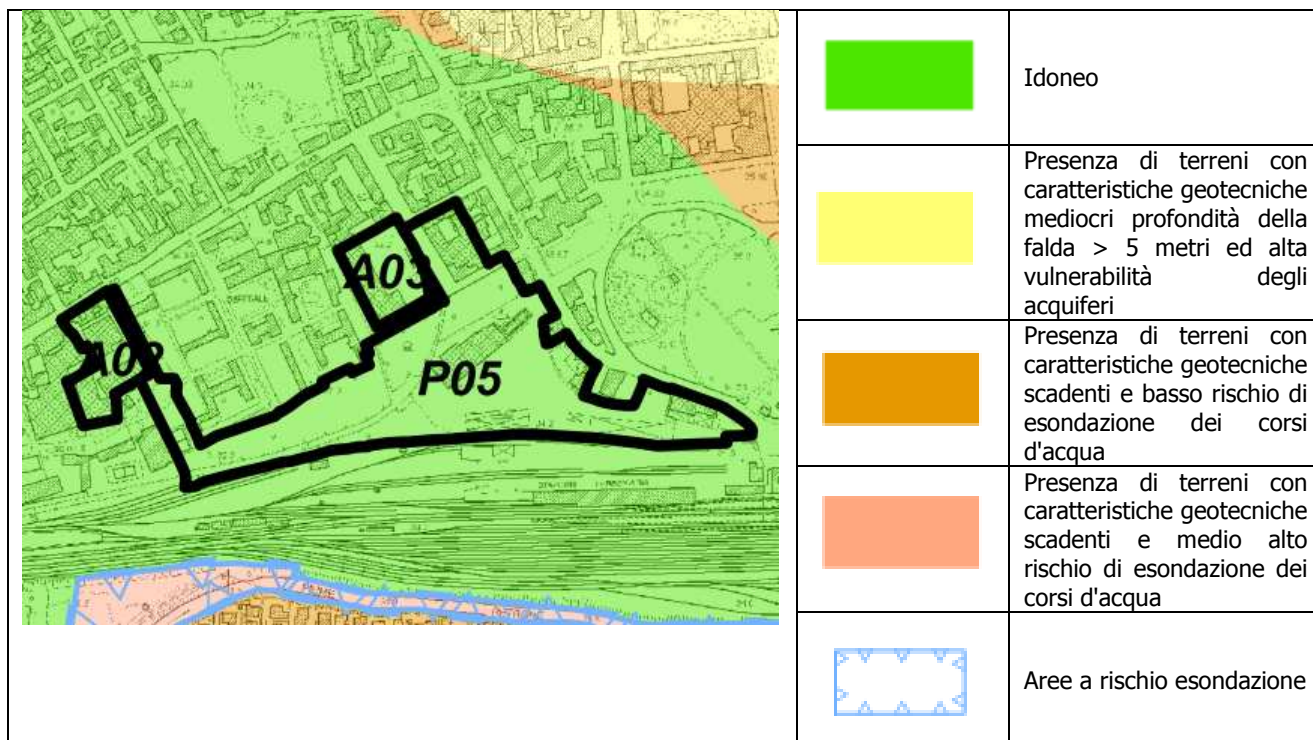 A03
A02
P05
Idoneo
Presenza di terreni con
caratteristiche geotecniche
mediocri profondità della
falda > 5 metri ed alta
vulnerabilità degli
acquiferi
Presenza di terreni con
caratteristiche geotecniche
scadenti e basso rischio di
esondazione dei corsi
d'acqua
Presenza di terreni con
caratteristiche geotecniche
scadenti e medio alto
rischio di esondazione dei
corsi d'acqua
Aree a rischio esondazione